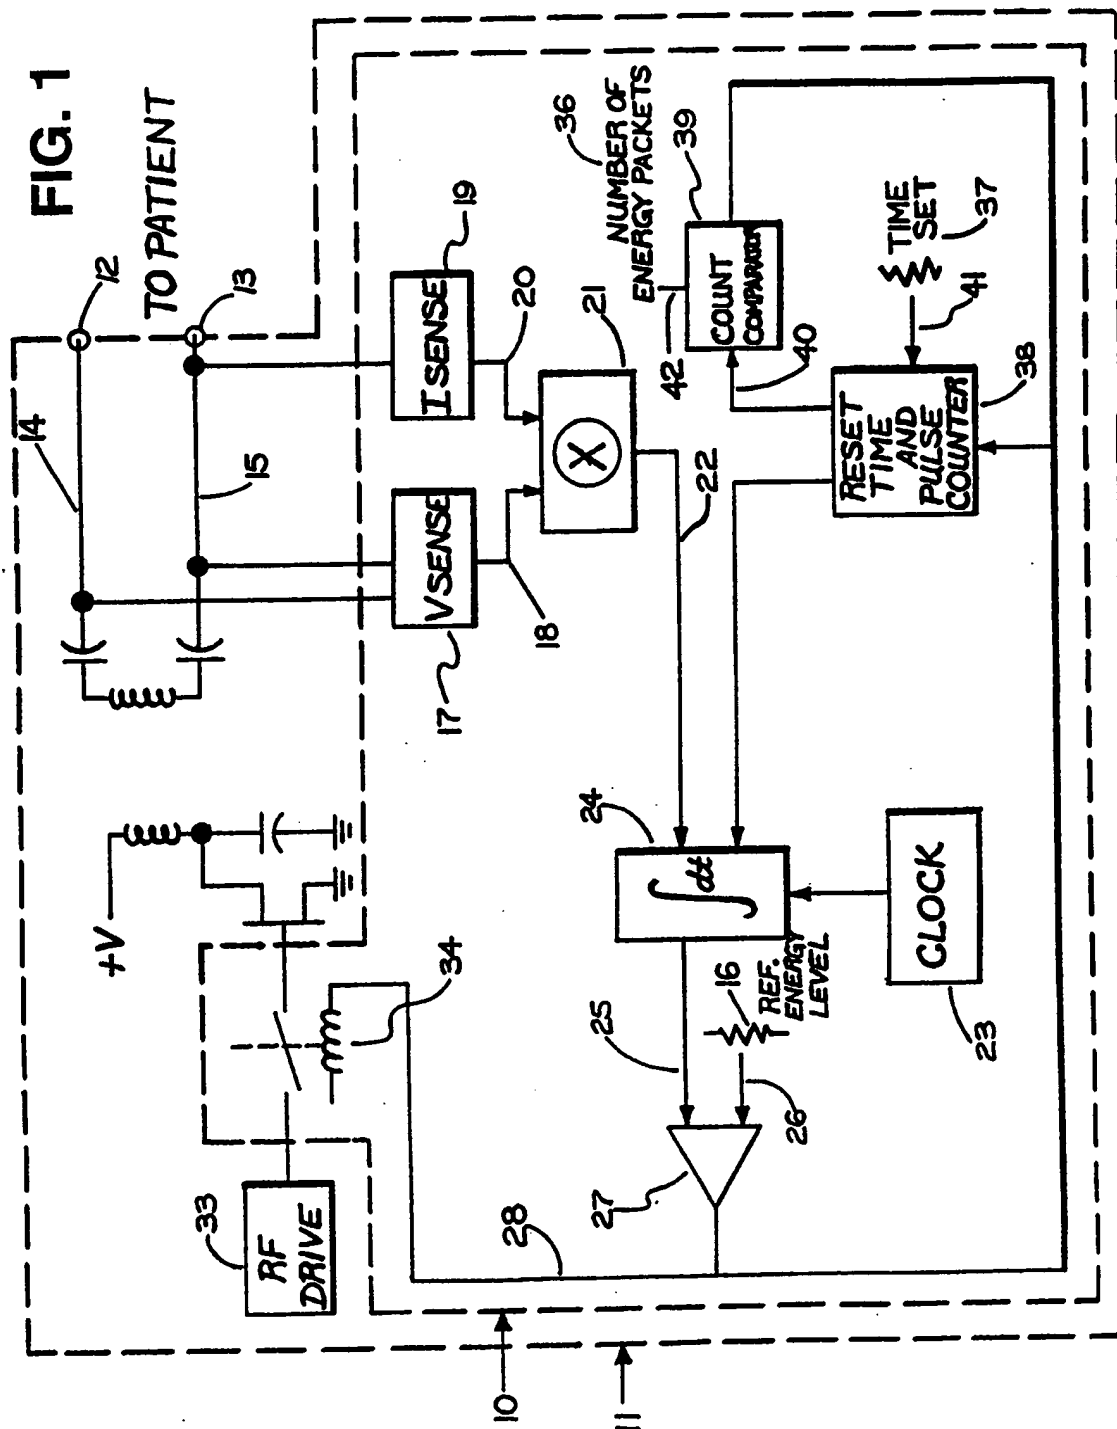 FIG. 1
TO PATIENT
12
13
14
15
+V
33
RF
DRIVE
34
V SENSE
17
18
I SENSE
19
20
21
X
22
36
NUMBER OF
ENERGY PACKETS
42
39
COUNT
COMPARATOR
40
TIME
SET
37
41
RESET
TIME
AND
PULSE
COUNTER
38
24
∫dt
CLOCK
23
25
16
REF.
ENERGY
LEVEL
26
27
28
10
11